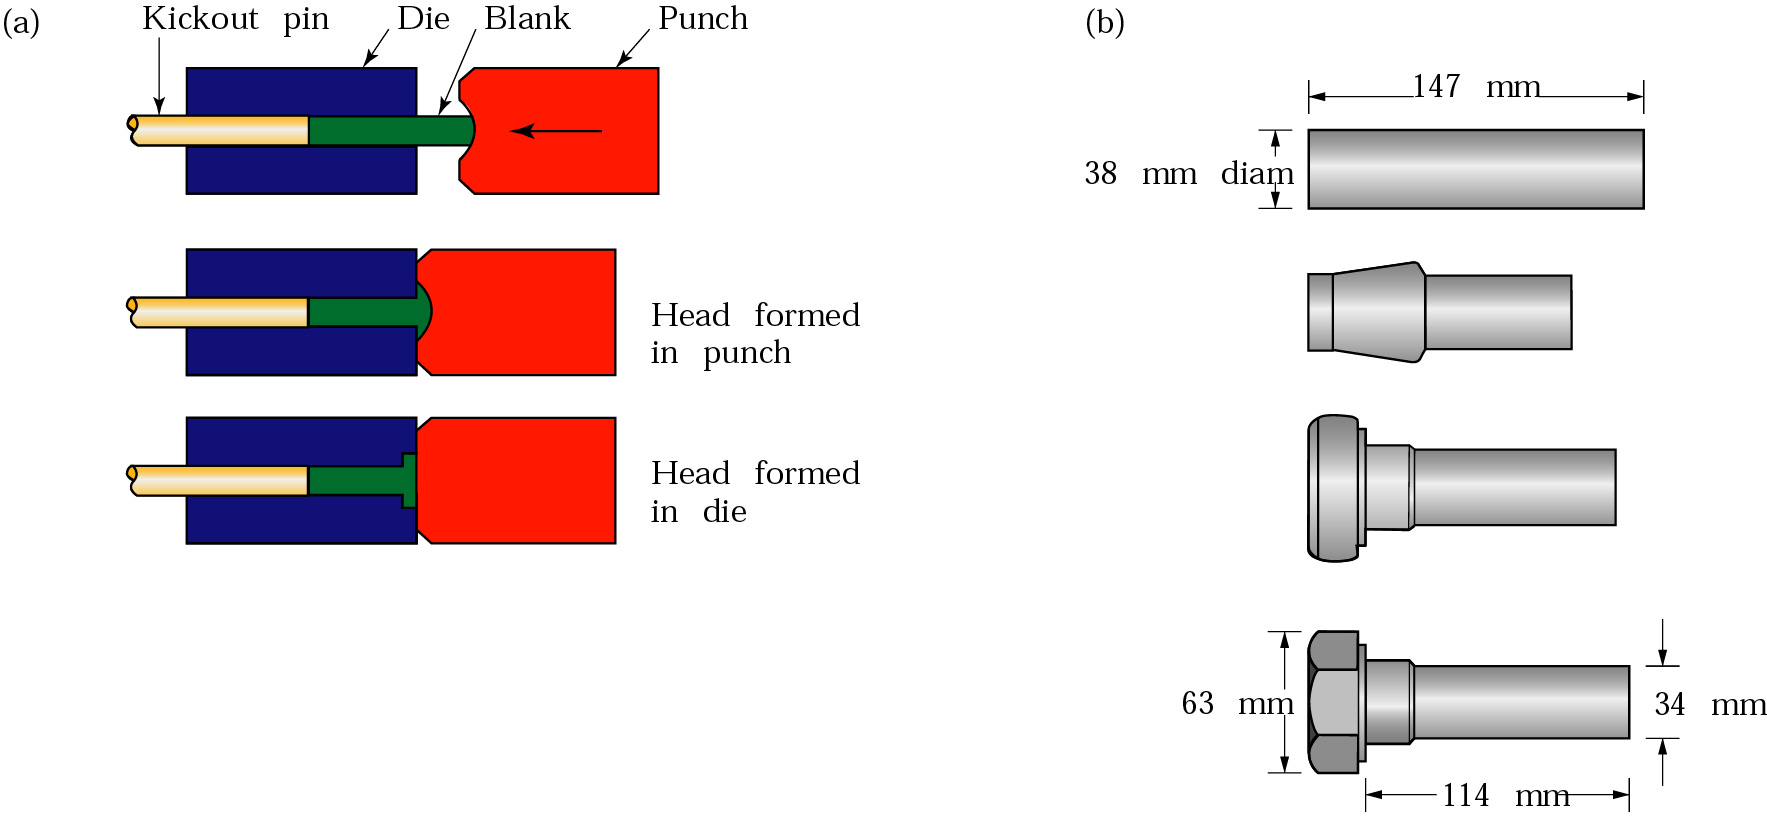 (a)
Kickout pin
Die
Blank
Punch
Head formed
in punch
Head formed
in die
(b)
147 mm
38 mm diam
63 mm
34 mm
114 mm